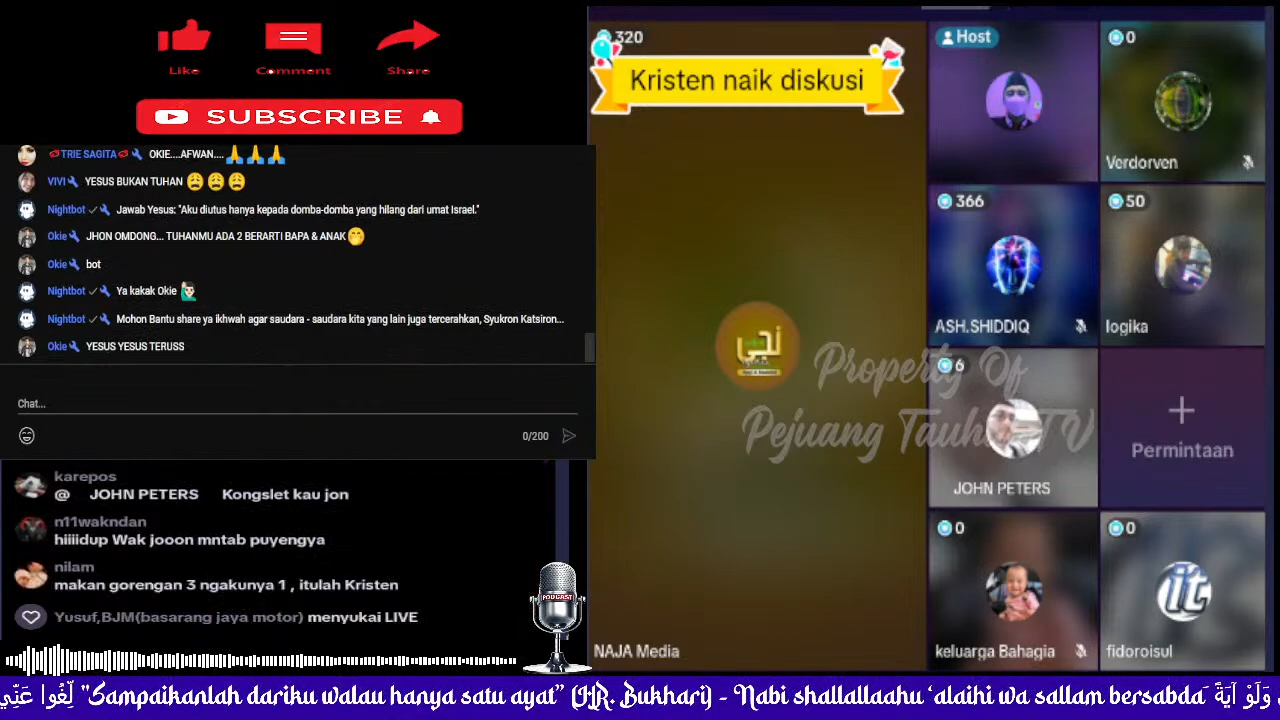 Like
Comment
Share
SUBSCRIBE
TRIE SAGITA OKIE....AFWAN....🙏🙏🙏
VIVI YESUS BUKAN TUHAN 😩😩😩
Nightbot Jawab Yesus: "Aku diutus hanya kepada domba-domba yang hilang dari umat Israel."
Okie JHON OMDONG... TUHANMU ADA 2 BERARTI BAPA & ANAK🤭
Okie bot
Nightbot Ya kakak Okie 🙋🏻‍♂️
Nightbot Mohon Bantu share ya ikhwah agar saudara - saudara kita yang lain juga tercerahkan, Syukron Katsiron...
Okie YESUS YESUS TERUSS
Chat...
0/200
karepos
@ JOHN PETERS Kongslet kau jon
n11wakndan
hiiiidup Wak jooon mntab puyengya
nilam
makan gorengan 3 ngakunya 1 , itulah Kristen
Yusuf,BJM(basarang jaya motor) menyukai LIVE
PODCAST
320
Kristen naik diskusi
نجى
NAJA Media
Host
0
Verdorven
366
ASH.SHIDDIQ
50
logika
6
JOHN PETERS
+
Permintaan
0
keluarga Bahagia
0
it
fidoroisul
Property Of
Pejuang Tauhid TV
لِّغُوا عَنِّي "Sampaikanlah dariku walau hanya satu ayat” (HR. Bukhari) - Nabi shallallaahu ‘alaihi wa sallam bersabda وَلَوْ آيَةً